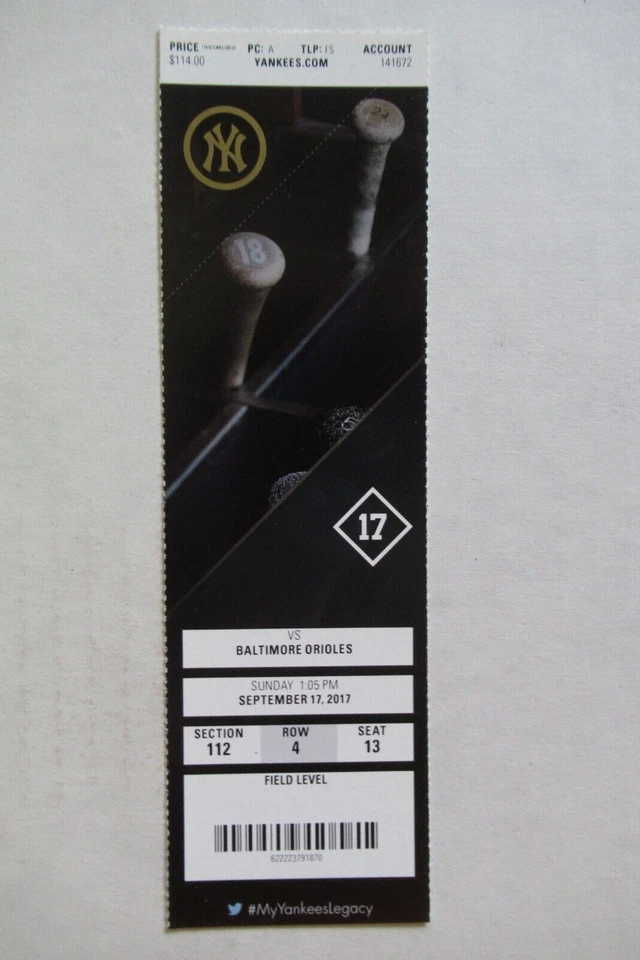 PRICE PC: A TLP: FS ACCOUNT
$114.00 YANKEES.COM 141672
NY
24
18
17
VS
BALTIMORE ORIOLES
SUNDAY 1:05 PM
SEPTEMBER 17, 2017
SECTION ROW SEAT
112 4 13
FIELD LEVEL
622223791870
#MyYankeesLegacy